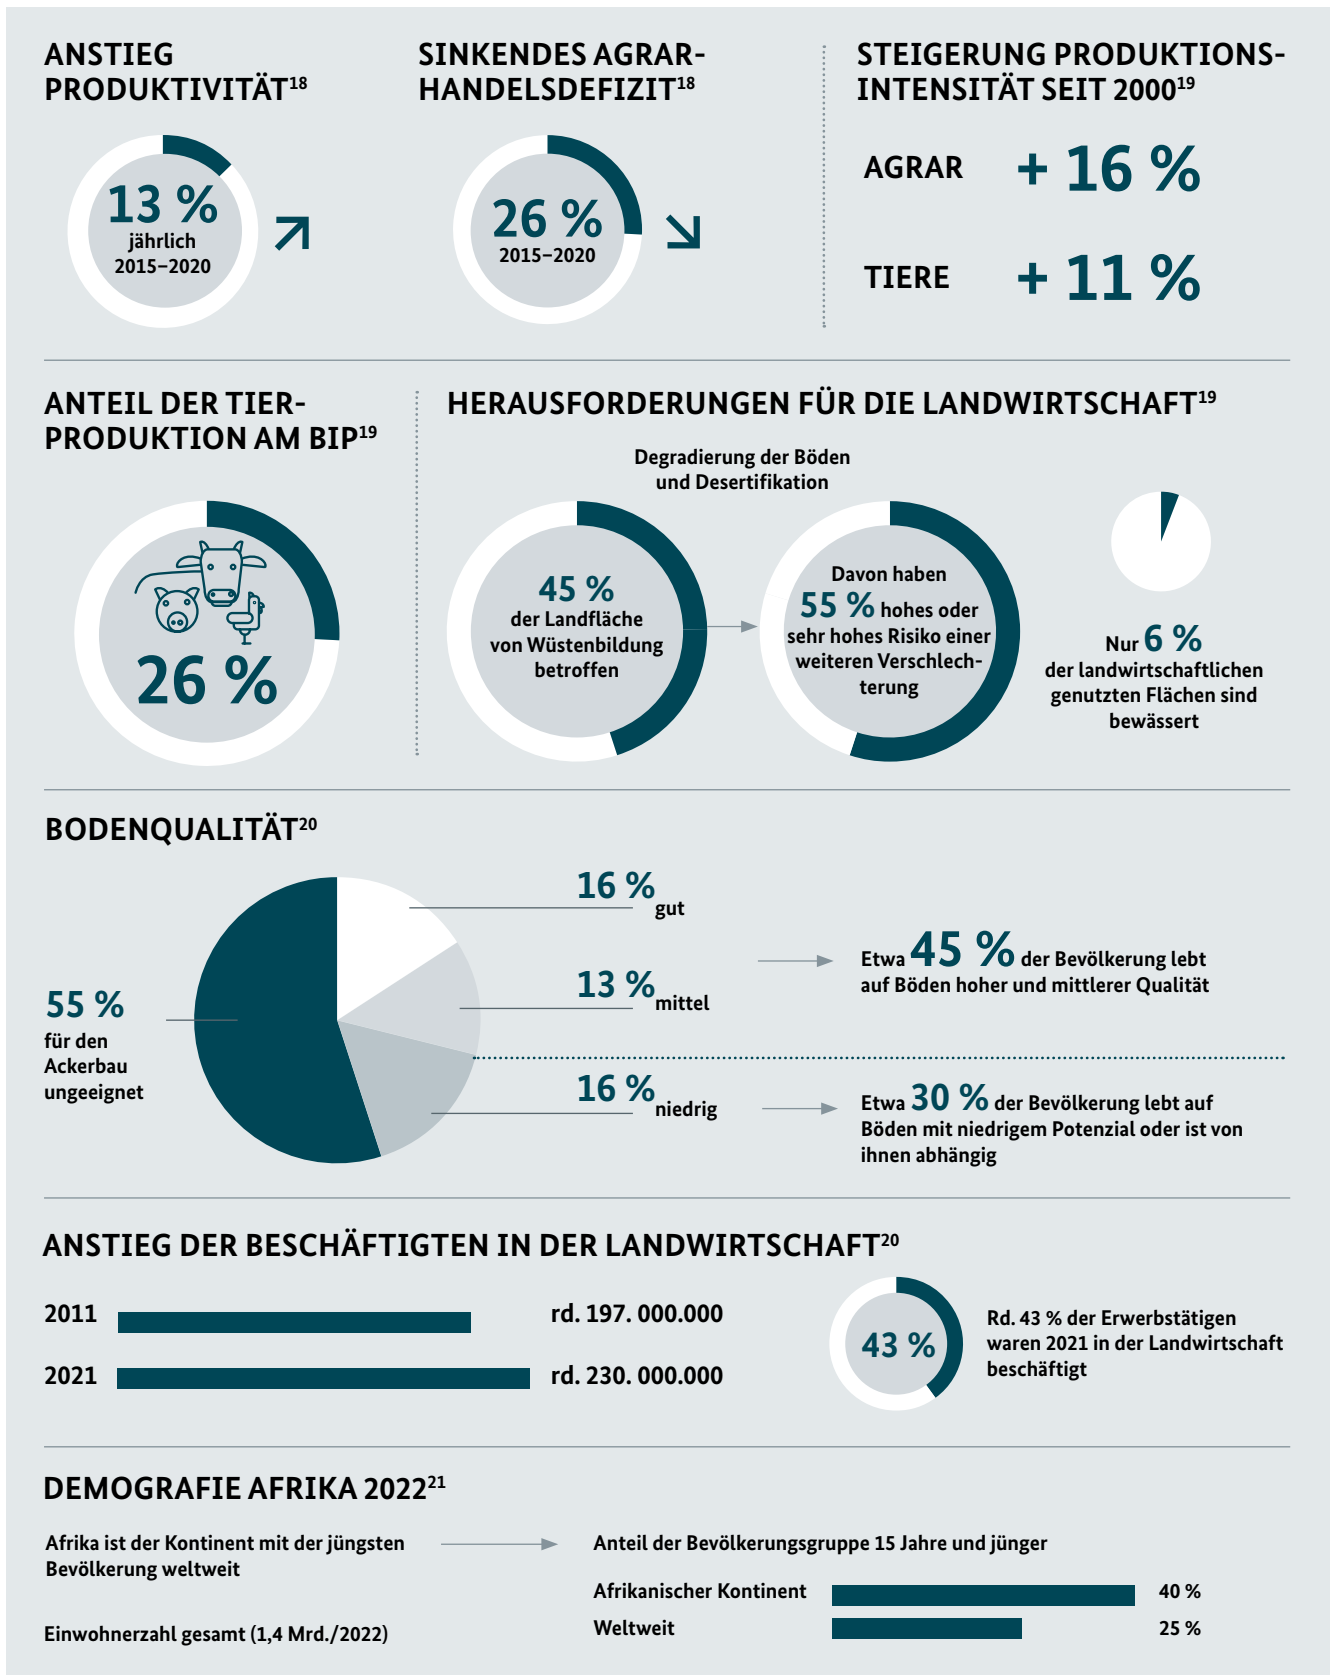 ANSTIEG
PRODUKTIVITÄT¹⁸
13 %
jährlich
2015–2020
SINKENDES AGRAR-
HANDELSDEFIZIT¹⁸
26 %
2015–2020
STEIGERUNG PRODUKTIONS-
INTENSITÄT SEIT 2000¹⁹
AGRAR + 16 %
TIERE + 11 %
ANTEIL DER TIER-
PRODUKTION AM BIP¹⁹
26 %
HERAUSFORDERUNGEN FÜR DIE LANDWIRTSCHAFT¹⁹
Degradierung der Böden
und Desertifikation
45 %
der Landfläche
von Wüstenbildung
betroffen
Davon haben
55 % hohes oder
sehr hohes Risiko einer
weiteren Verschlech-
terung
Nur 6 %
der landwirtschaftlichen
genutzten Flächen sind
bewässert
BODENQUALITÄT²⁰
55 %
für den
Ackerbau
ungeeignet
16 % gut
13 % mittel
16 % niedrig
Etwa 45 % der Bevölkerung lebt
auf Böden hoher und mittlerer Qualität
Etwa 30 % der Bevölkerung lebt auf
Böden mit niedrigem Potenzial oder ist von
ihnen abhängig
ANSTIEG DER BESCHÄFTIGTEN IN DER LANDWIRTSCHAFT²⁰
2011 rd. 197. 000.000
2021 rd. 230. 000.000
43 %
Rd. 43 % der Erwerbstätigen
waren 2021 in der Landwirtschaft
beschäftigt
DEMOGRAFIE AFRIKA 2022²¹
Afrika ist der Kontinent mit der jüngsten
Bevölkerung weltweit
Einwohnerzahl gesamt (1,4 Mrd./2022)
Anteil der Bevölkerungsgruppe 15 Jahre und jünger
Afrikanischer Kontinent 40 %
Weltweit 25 %